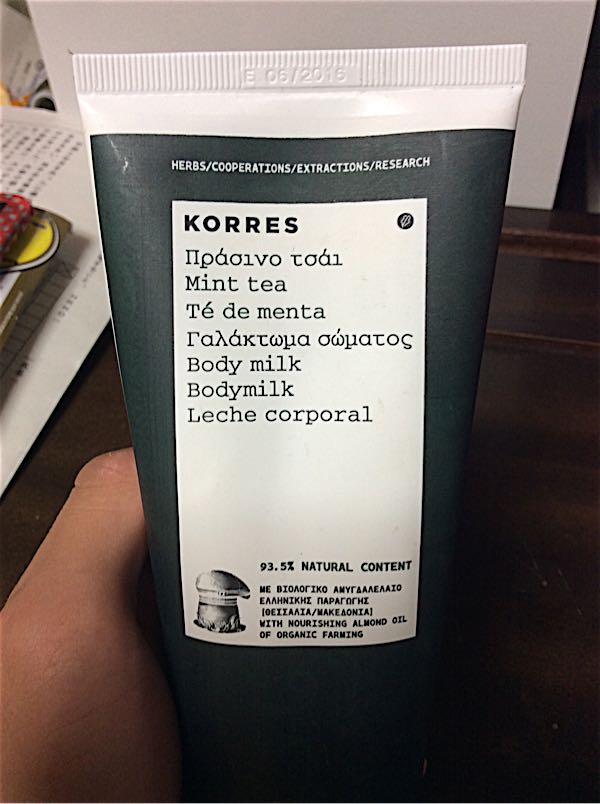 E 06/2016
HERBS/COOPERATIONS/EXTRACTIONS/RESEARCH
KORRES
Πράσινο τσάι
Mint tea
Té de menta
Γαλάκτωμα σώματος
Body milk
Bodymilk
Leche corporal
93.5% NATURAL CONTENT
ΜΕ ΒΙΟΛΟΓΙΚΟ ΑΜΥΓΔΑΛΕΛΑΙΟ
ΕΛΛΗΝΙΚΗΣ ΠΑΡΑΓΩΓΗΣ
[ΘΕΣΣΑΛΙΑ/ΜΑΚΕΔΟΝΙΑ]
WITH NOURISHING ALMOND OIL
OF ORGANIC FARMING